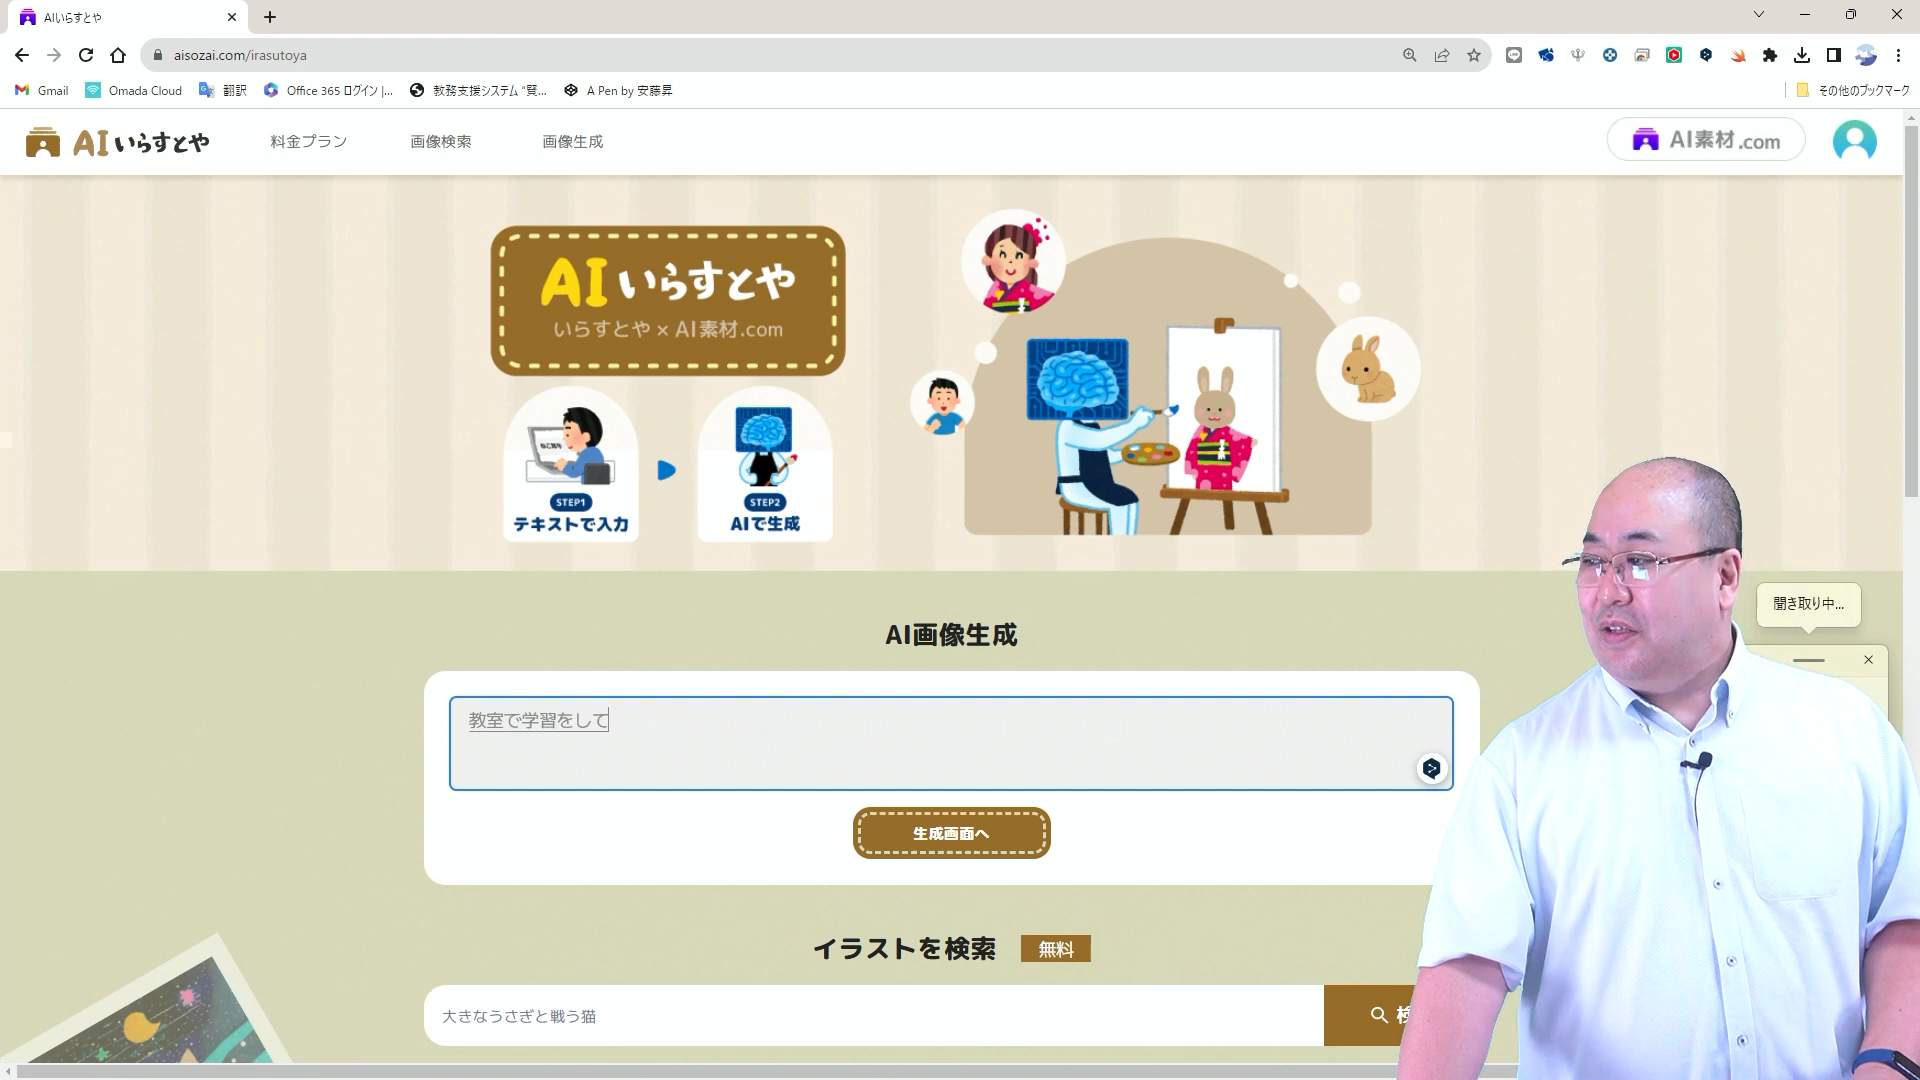 AIいらすとや
aisozai.com/irasutoya
Gmail
Omada Cloud
翻訳
Office 365 ログイン |...
教務支援システム “賢...
A Pen by 安藤昇
その他のブックマーク
AIいらすとや
料金プラン
画像検索
画像生成
AI素材.com
AIいらすとや
いらすとや × AI素材.com
STEP1
テキストで入力
STEP2
AIで生成
聞き取り中...
AI画像生成
教室で学習をして
生成画面へ
イラストを検索
無料
大きなうさぎと戦う猫
検